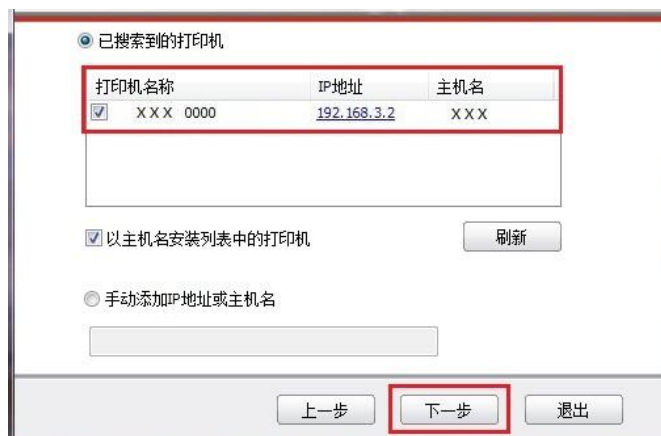 已搜索到的打印机
打印机名称 IP地址 主机名
XXX 0000 192.168.3.2 XXX
以主机名安装列表中的打印机 刷新
手动添加IP地址或主机名
上一步 下一步 退出